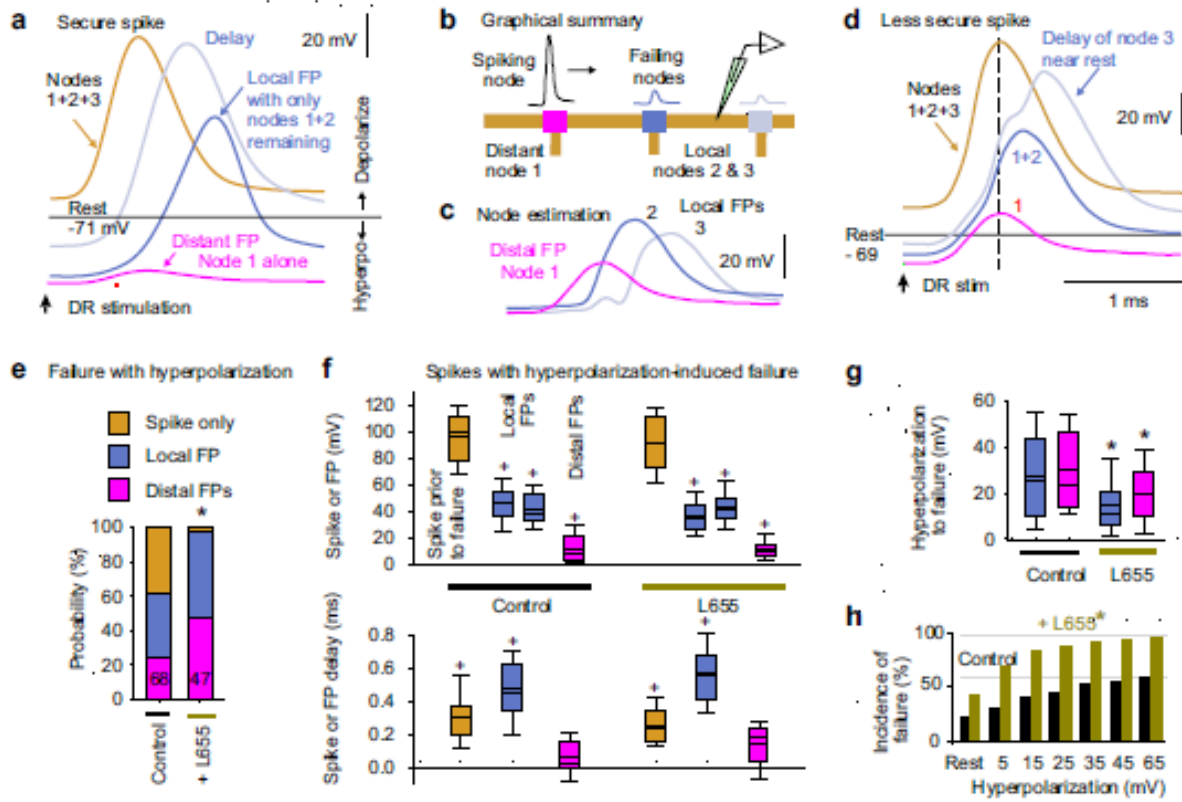 a
Secure spike
20 mV
Delay
Nodes
1+2+3
Local FP
with only
nodes 1+2
remaining
Rest
-71 mV
Distant FP
Node 1 alone
DR stimulation
Hyperpo
Depolarize
b
Graphical summary
Spiking
node
Failing
nodes
Distant
node 1
Local
nodes 2 & 3
c
Node estimation
2
Local FPs
3
Distal FP
Node 1
20 mV
d
Less secure spike
Delay of node 3
near rest
Nodes
1+2+3
20 mV
1+2
1
Rest
- 69
DR stim
1 ms
e
Failure with hyperpolarization
Spike only
Local FP
Distal FPs
*
Probability (%)
100
80
60
40
20
0
68
47
Control
+ L655
f
Spikes with hyperpolarization-induced failure
Spike or FP (mV)
120
100
80
60
40
20
0
Spike prior
to failure
Local
FPs
Distal FPs
+ + +
+ + +
Control
L655
Spike or FP delay (ms)
0.8
0.6
0.4
0.2
0.0
+ +
+ +
g
Hyperpolarization
to failure (mV)
60
40
20
0
* *
Control
L655
h
+ L655*
Control
Incidence of
failure (%)
100
50
0
Rest 5 15 25 35 45 65
Hyperpolarization (mV)